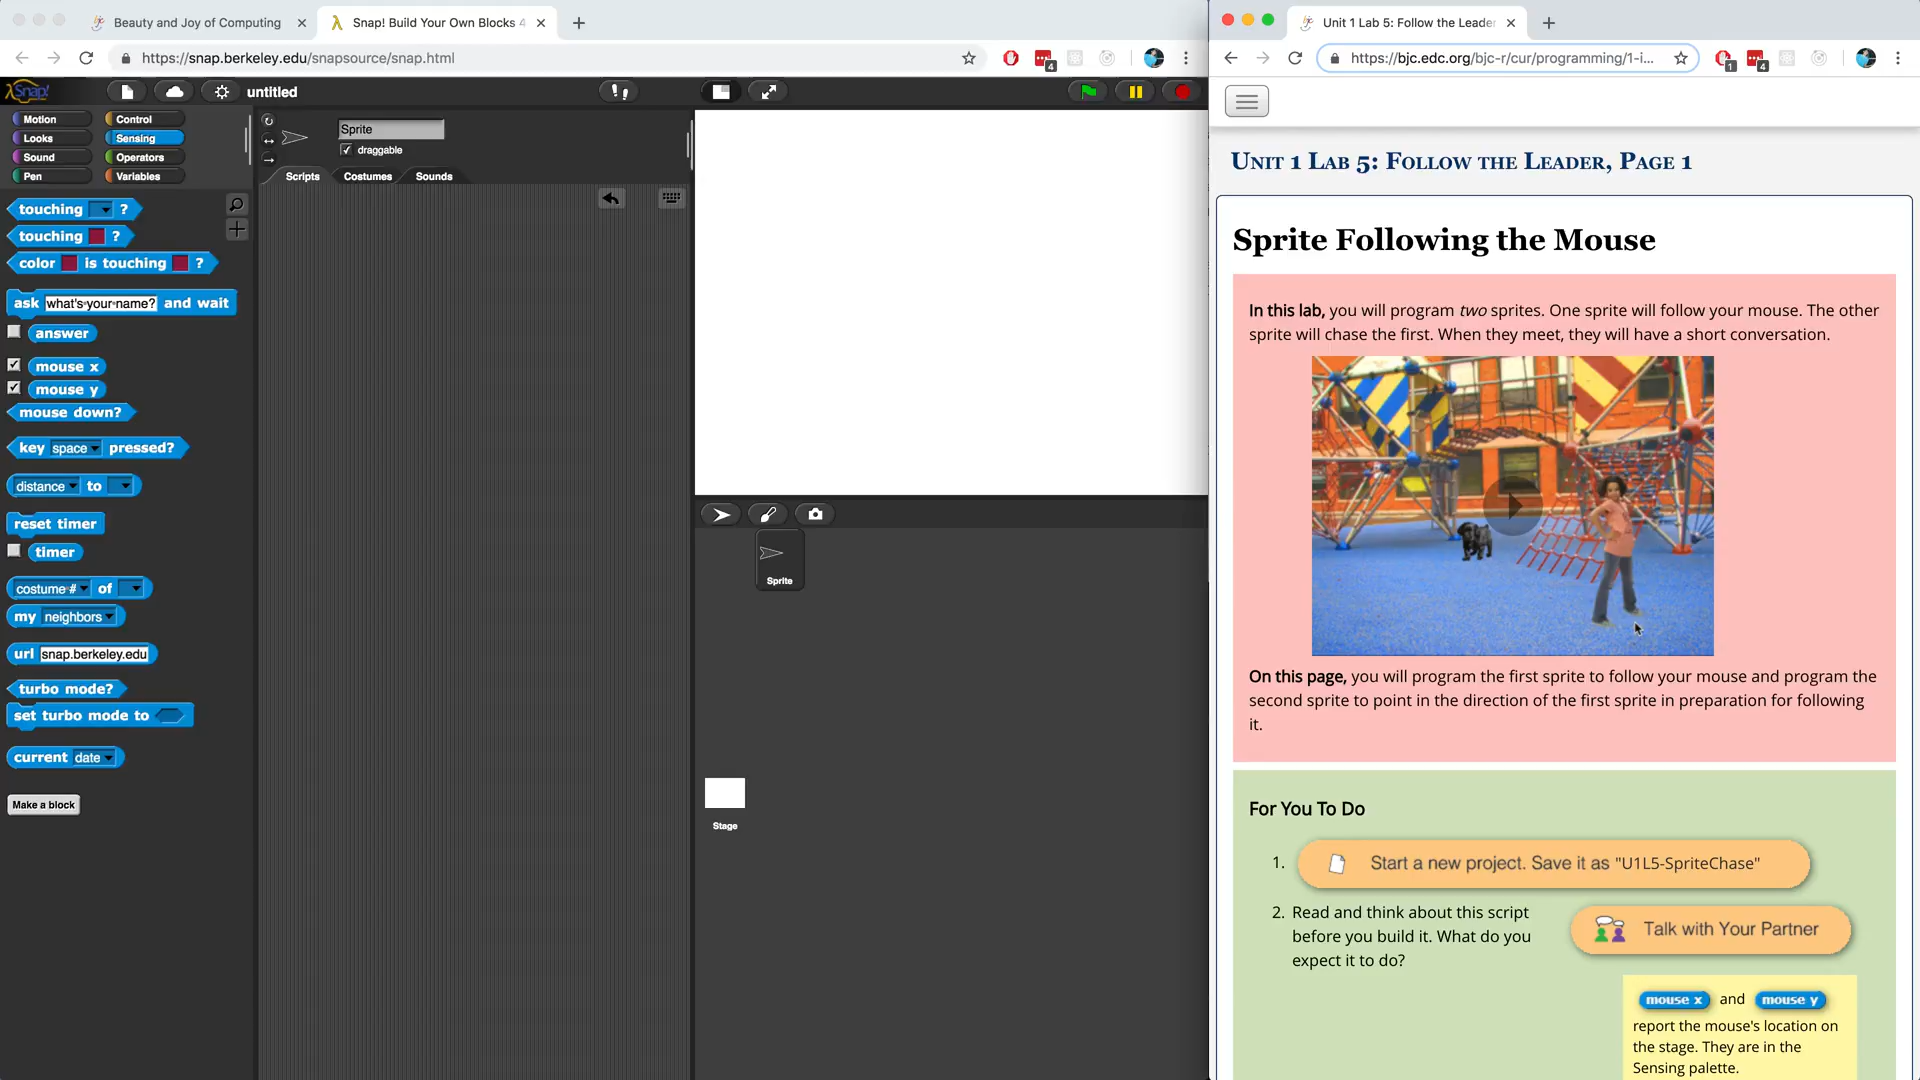 Beauty and Joy of Computing
Snap! Build Your Own Blocks 4
https://snap.berkeley.edu/snapsource/snap.html
4
Snap!
untitled
Motion
Control
Looks
Sensing
Sound
Operators
Pen
Variables
touching ?
touching ?
color is touching ?
ask what's·your·name? and wait
answer
mouse x
mouse y
mouse down?
key space pressed?
distance to
reset timer
timer
costume·# of
my neighbors
url snap.berkeley.edu
turbo mode?
set turbo mode to
current date
Make a block
Sprite
draggable
Scripts
Costumes
Sounds
Sprite
Stage
Unit 1 Lab 5: Follow the Leader
https://bjc.edc.org/bjc-r/cur/programming/1-i...
1
4
Unit 1 Lab 5: Follow the Leader, Page 1
Sprite Following the Mouse
In this lab, you will program two sprites. One sprite will follow your mouse. The other
sprite will chase the first. When they meet, they will have a short conversation.
On this page, you will program the first sprite to follow your mouse and program the
second sprite to point in the direction of the first sprite in preparation for following
it.
For You To Do
1. Start a new project. Save it as "U1L5-SpriteChase"
2. Read and think about this script
before you build it. What do you
expect it to do?
Talk with Your Partner
mouse x and mouse y
report the mouse's location on
the stage. They are in the
Sensing palette.